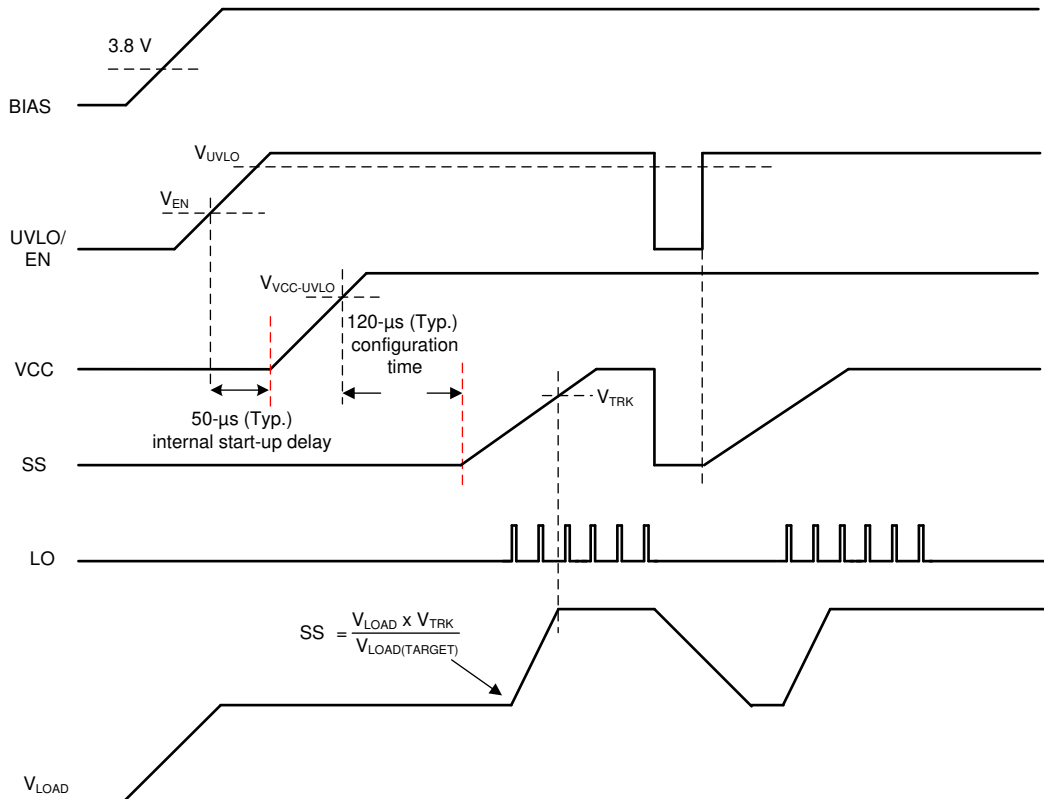 3.8 V
BIAS
VUVLO
VEN
UVLO/
EN
VVCC-UVLO
120-µs (Typ.)
configuration
time
VCC
VTRK
50-µs (Typ.)
internal start-up delay
SS
LO
SS = VLOAD x VTRK
VLOAD(TARGET)
VLOAD